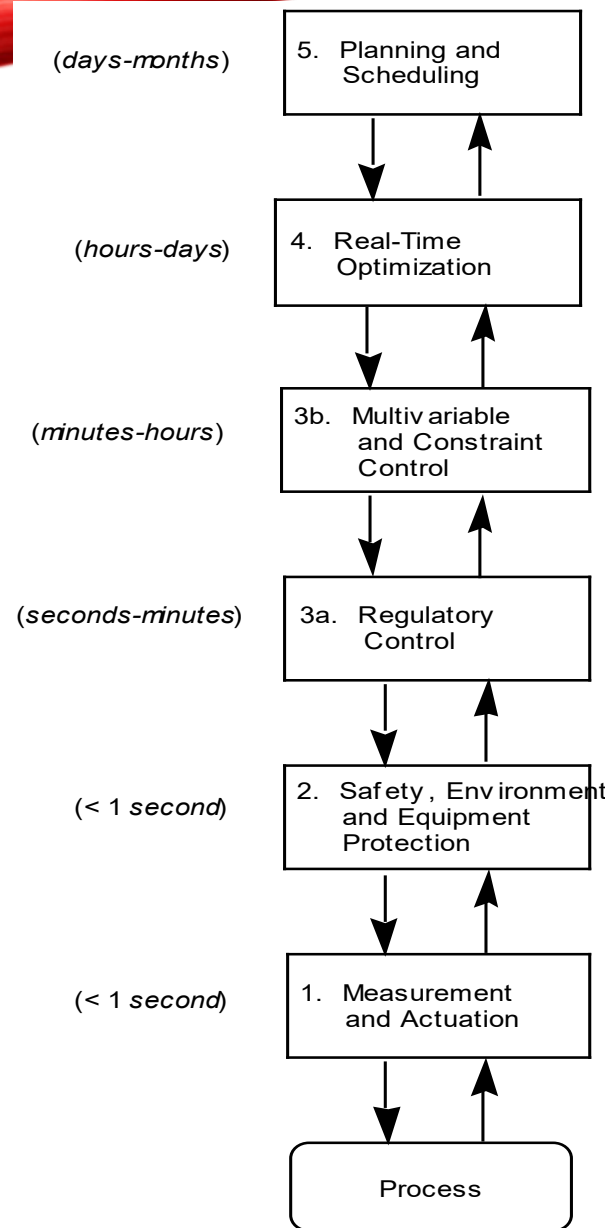 (days-months)
5. Planning and
Scheduling
(hours-days)
4. Real-Time
Optimization
(minutes-hours)
3b. Multivariable
and Constraint
Control
(seconds-minutes)
3a. Regulatory
Control
(< 1 second)
2. Safety, Environment
and Equipment
Protection
(< 1 second)
1. Measurement
and Actuation
Process